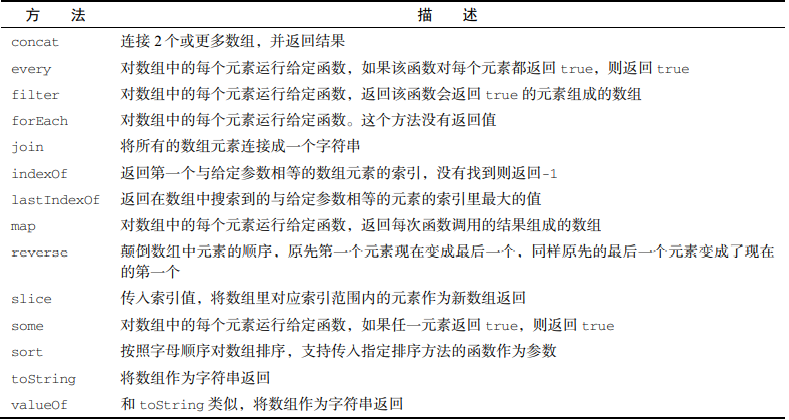 方 法 描 述
concat 连接 2 个或更多数组，并返回结果
every 对数组中的每个元素运行给定函数，如果该函数对每个元素都返回 true，则返回 true
filter 对数组中的每个元素运行给定函数，返回该函数会返回 true 的元素组成的数组
forEach 对数组中的每个元素运行给定函数。这个方法没有返回值
join 将所有的数组元素连接成一个字符串
indexOf 返回第一个与给定参数相等的数组元素的索引，没有找到则返回-1
lastIndexOf 返回在数组中搜索到的与给定参数相等的元素的索引里最大的值
map 对数组中的每个元素运行给定函数，返回每次函数调用的结果组成的数组
reverse 颠倒数组中元素的顺序，原先第一个元素现在变成最后一个，同样原先的最后一个元素变成了现在
的第一个
slice 传入索引值，将数组里对应索引范围内的元素作为新数组返回
some 对数组中的每个元素运行给定函数，如果任一元素返回 true，则返回 true
sort 按照字母顺序对数组排序，支持传入指定排序方法的函数作为参数
toString 将数组作为字符串返回
valueOf 和 toString 类似，将数组作为字符串返回